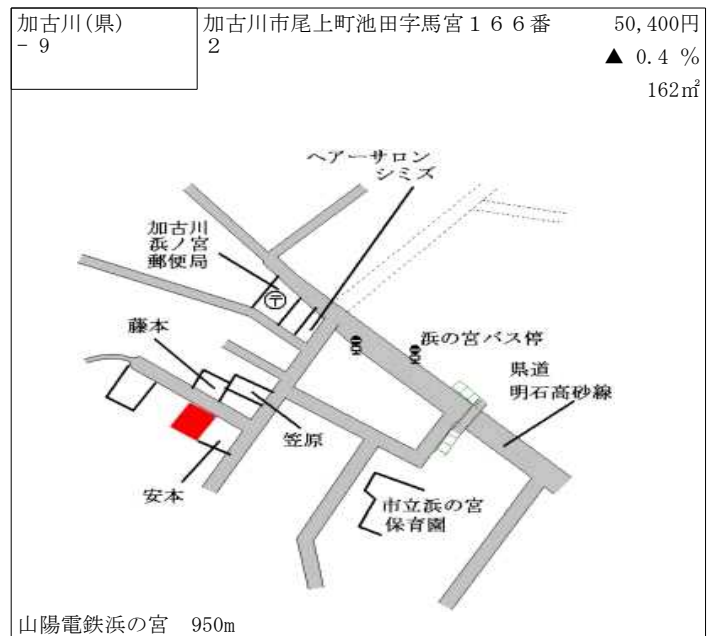 加古川(県)
- 9
加古川市尾上町池田字馬宮１６６番
２
50,400円
▲ 0.4 %
162㎡
ヘアーサロン
シミズ
加古川
浜ノ宮
郵便局
〒
藤本
浜の宮バス停
県道
明石高砂線
笠原
安本
市立浜の宮
保育園
山陽電鉄浜の宮　950m